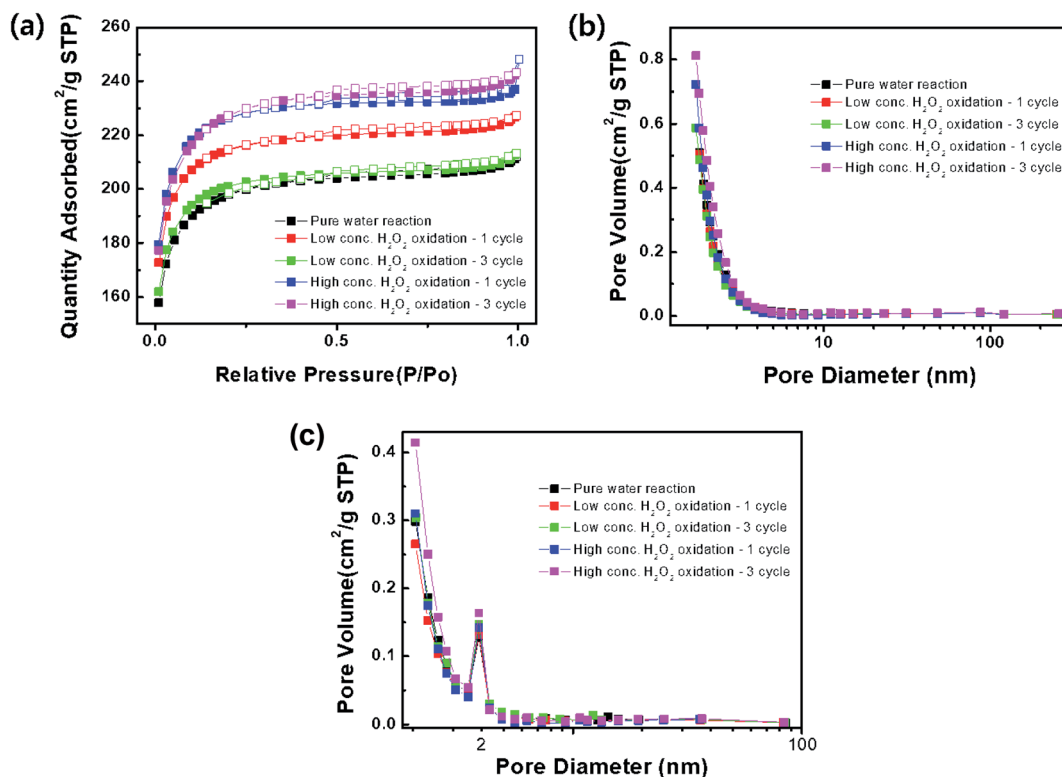 (a)
Quantity Adsorbed(cm²/g STP)
260
240
220
200
180
160
0.0
0.5
1.0
Relative Pressure(P/Po)
Pure water reaction
Low conc. H₂O₂ oxidation - 1 cycle
Low conc. H₂O₂ oxidation - 3 cycle
High conc. H₂O₂ oxidation - 1 cycle
High conc. H₂O₂ oxidation - 3 cycle
(b)
Pore Volume(cm²/g STP)
0.8
0.6
0.4
0.2
0.0
10
100
Pore Diameter (nm)
Pure water reaction
Low conc. H₂O₂ oxidation - 1 cycle
Low conc. H₂O₂ oxidation - 3 cycle
High conc. H₂O₂ oxidation - 1 cycle
High conc. H₂O₂ oxidation - 3 cycle
(c)
Pore Volume(cm²/g STP)
0.4
0.3
0.2
0.1
0.0
2
100
Pore Diameter (nm)
Pure water reaction
Low conc. H₂O₂ oxidation - 1 cycle
Low conc. H₂O₂ oxidation - 3 cycle
High conc. H₂O₂ oxidation - 1 cycle
High conc. H₂O₂ oxidation - 3 cycle